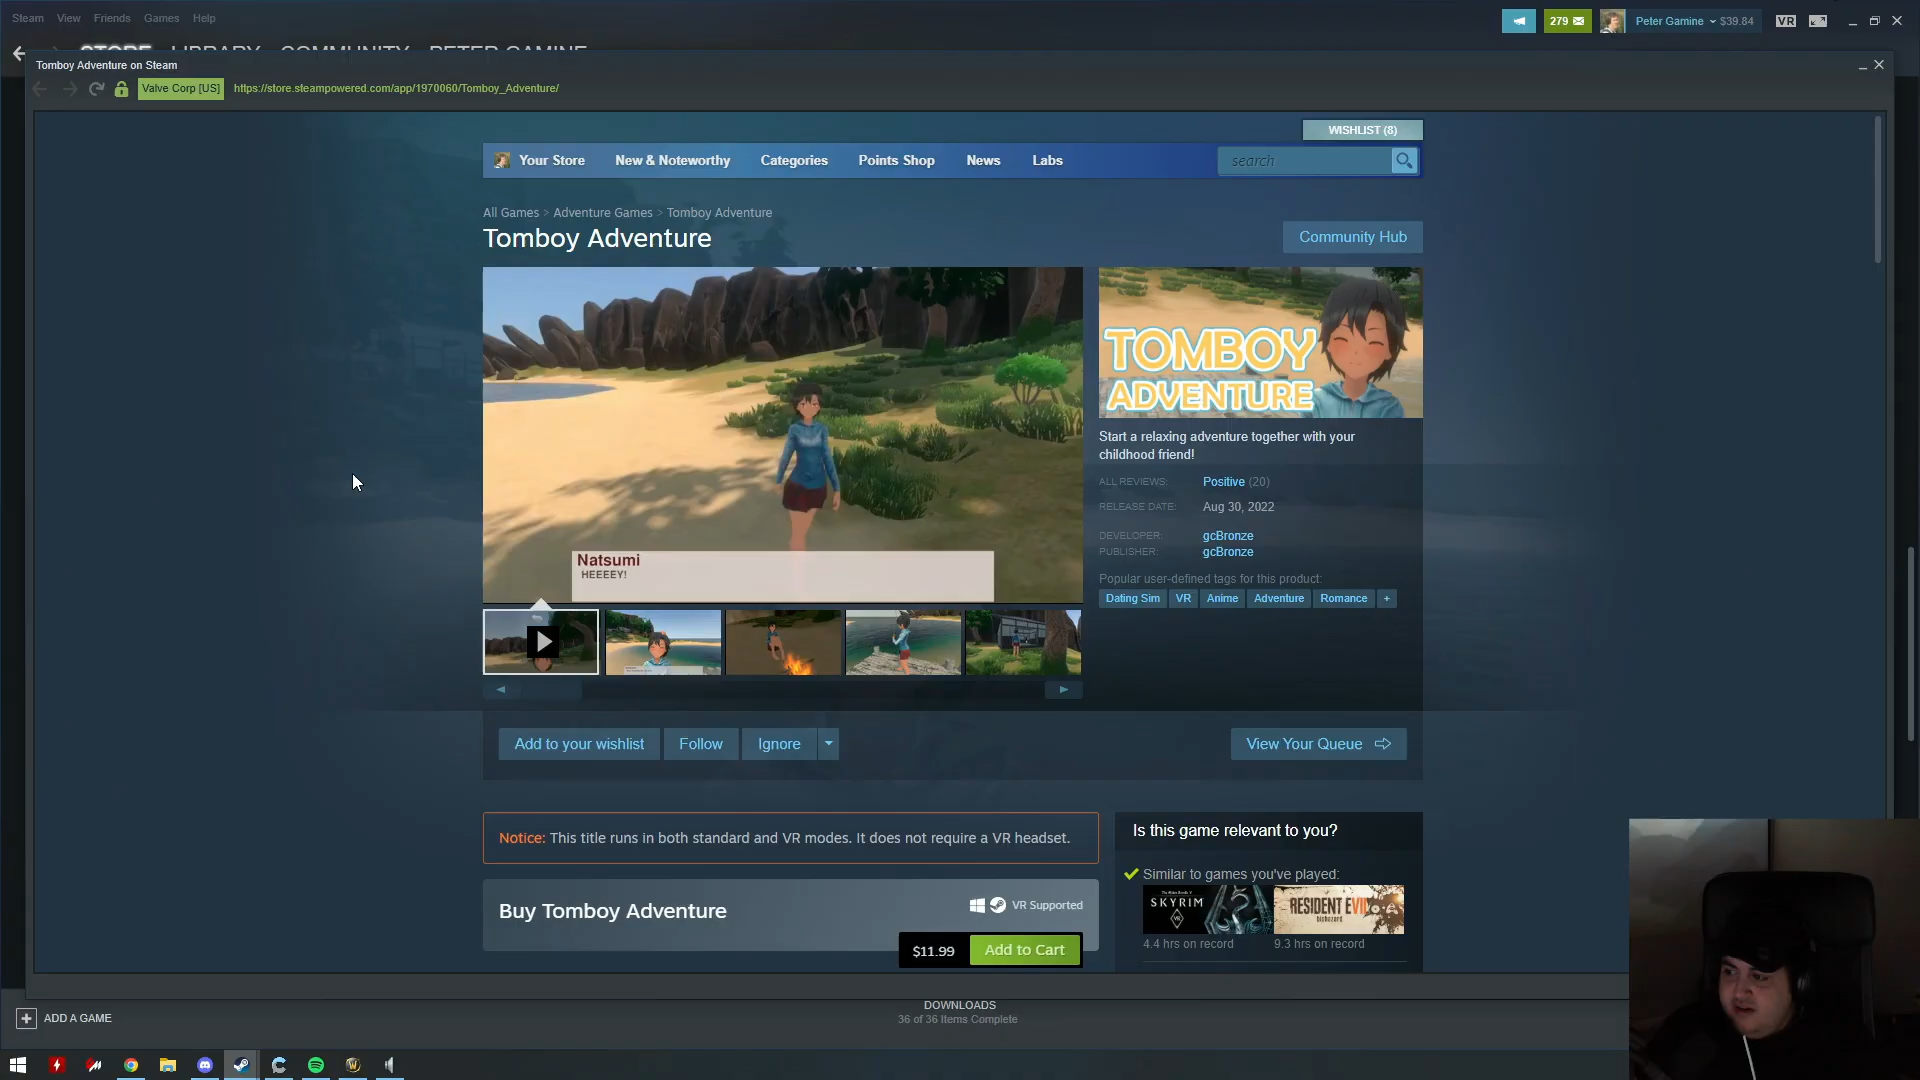 Steam View Friends Games Help
279
Peter Gamine $39.84
VR
STORE LIBRARY COMMUNITY PETER GAMINE
Tomboy Adventure on Steam
Valve Corp [US] https://store.steampowered.com/app/1970060/Tomboy_Adventure/
WISHLIST (8)
Your Store New & Noteworthy Categories Points Shop News Labs
search
All Games > Adventure Games > Tomboy Adventure
Tomboy Adventure
Community Hub
TOMBOY
ADVENTURE
Start a relaxing adventure together with your
childhood friend!
ALL REVIEWS: Positive (20)
RELEASE DATE: Aug 30, 2022
DEVELOPER: gcBronze
PUBLISHER: gcBronze
Popular user-defined tags for this product:
Dating Sim VR Anime Adventure Romance +
Natsumi
HEEEEY!
Add to your wishlist Follow Ignore
View Your Queue
Notice: This title runs in both standard and VR modes. It does not require a VR headset.
Buy Tomboy Adventure
VR Supported
$11.99 Add to Cart
Is this game relevant to you?
Similar to games you've played:
SKYRIM
VR
RESIDENT EVIL
biohazard
4.4 hrs on record 9.3 hrs on record
ADD A GAME
DOWNLOADS
36 of 36 Items Complete